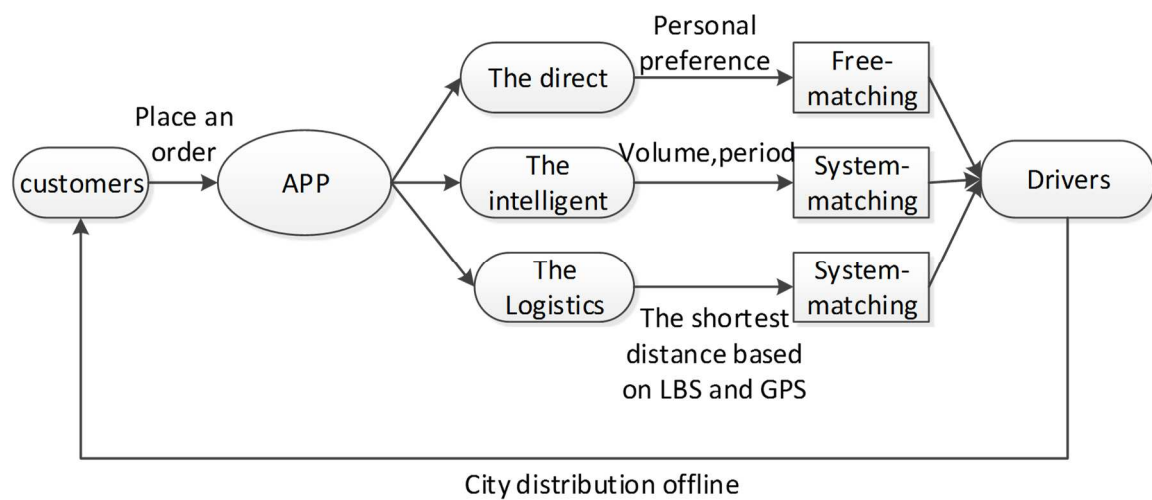 customers
Place an
order
APP
The direct
Personal
preference
Free-
matching
The
intelligent
Volume,period
System-
matching
The
Logistics
The shortest
distance based
on LBS and GPS
System-
matching
Drivers
City distribution offline